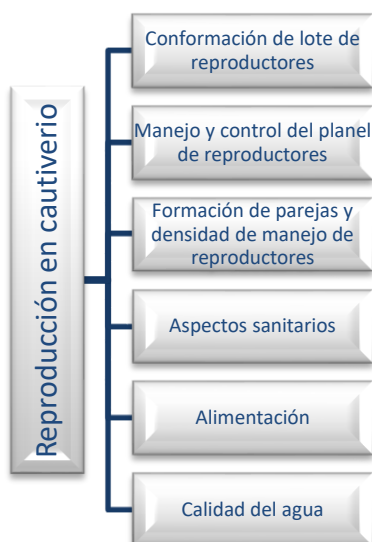 Reproducción en cautiverio
Conformación de lote de
reproductores
Manejo y control del planel
de reproductores
Formación de parejas y
densidad de manejo de
reproductores
Aspectos sanitarios
Alimentación
Calidad del agua